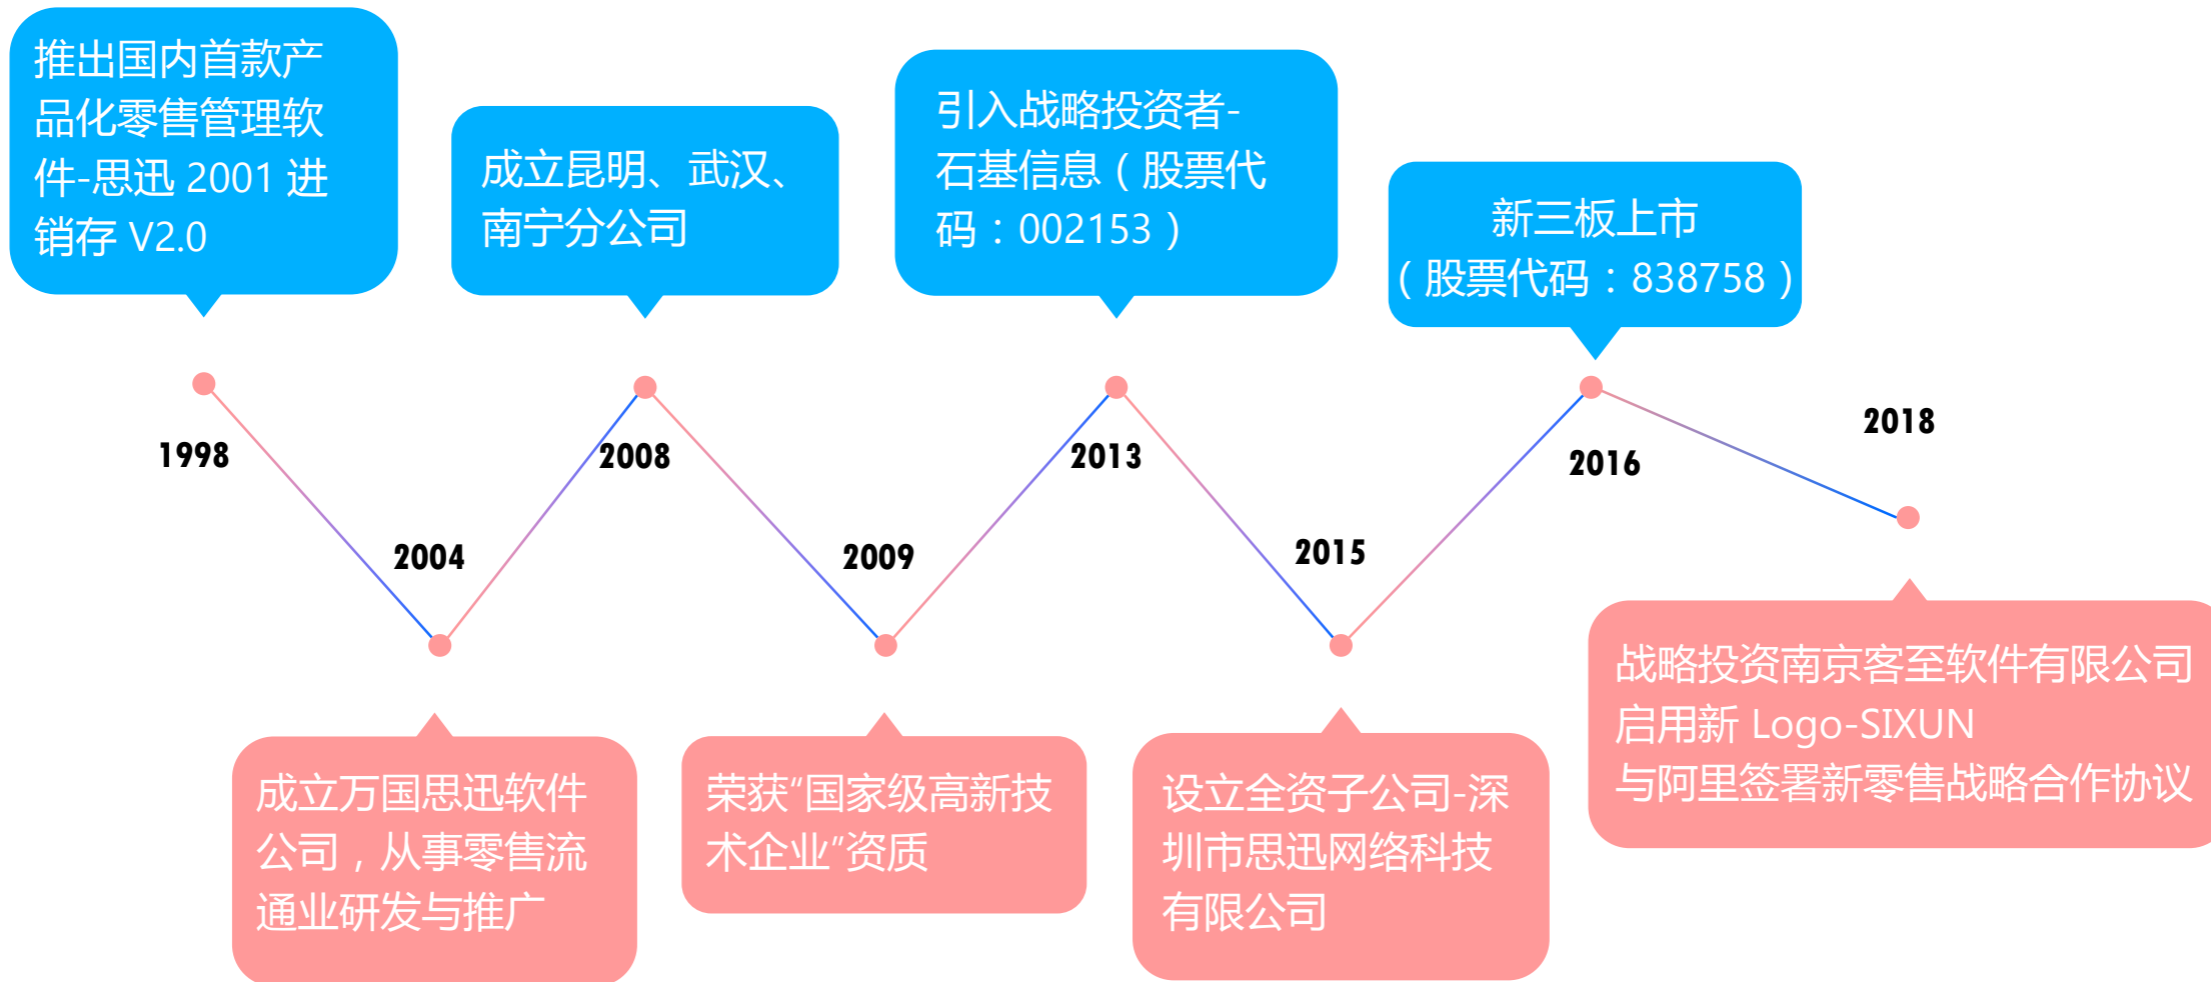 推出国内首款产
品化零售管理软
件-思迅 2001 进
销存 V2.0
1998
2004
成立万国思迅软件
公司，从事零售流
通业研发与推广
成立昆明、武汉、
南宁分公司
2008
2009
荣获“国家级高新技
术企业”资质
引入战略投资者-
石基信息（股票代
码：002153）
2013
2015
设立全资子公司-深
圳市思迅网络科技
有限公司
新三板上市
（股票代码：838758）
2016
2018
战略投资南京客至软件有限公司
启用新 Logo-SIXUN
与阿里签署新零售战略合作协议